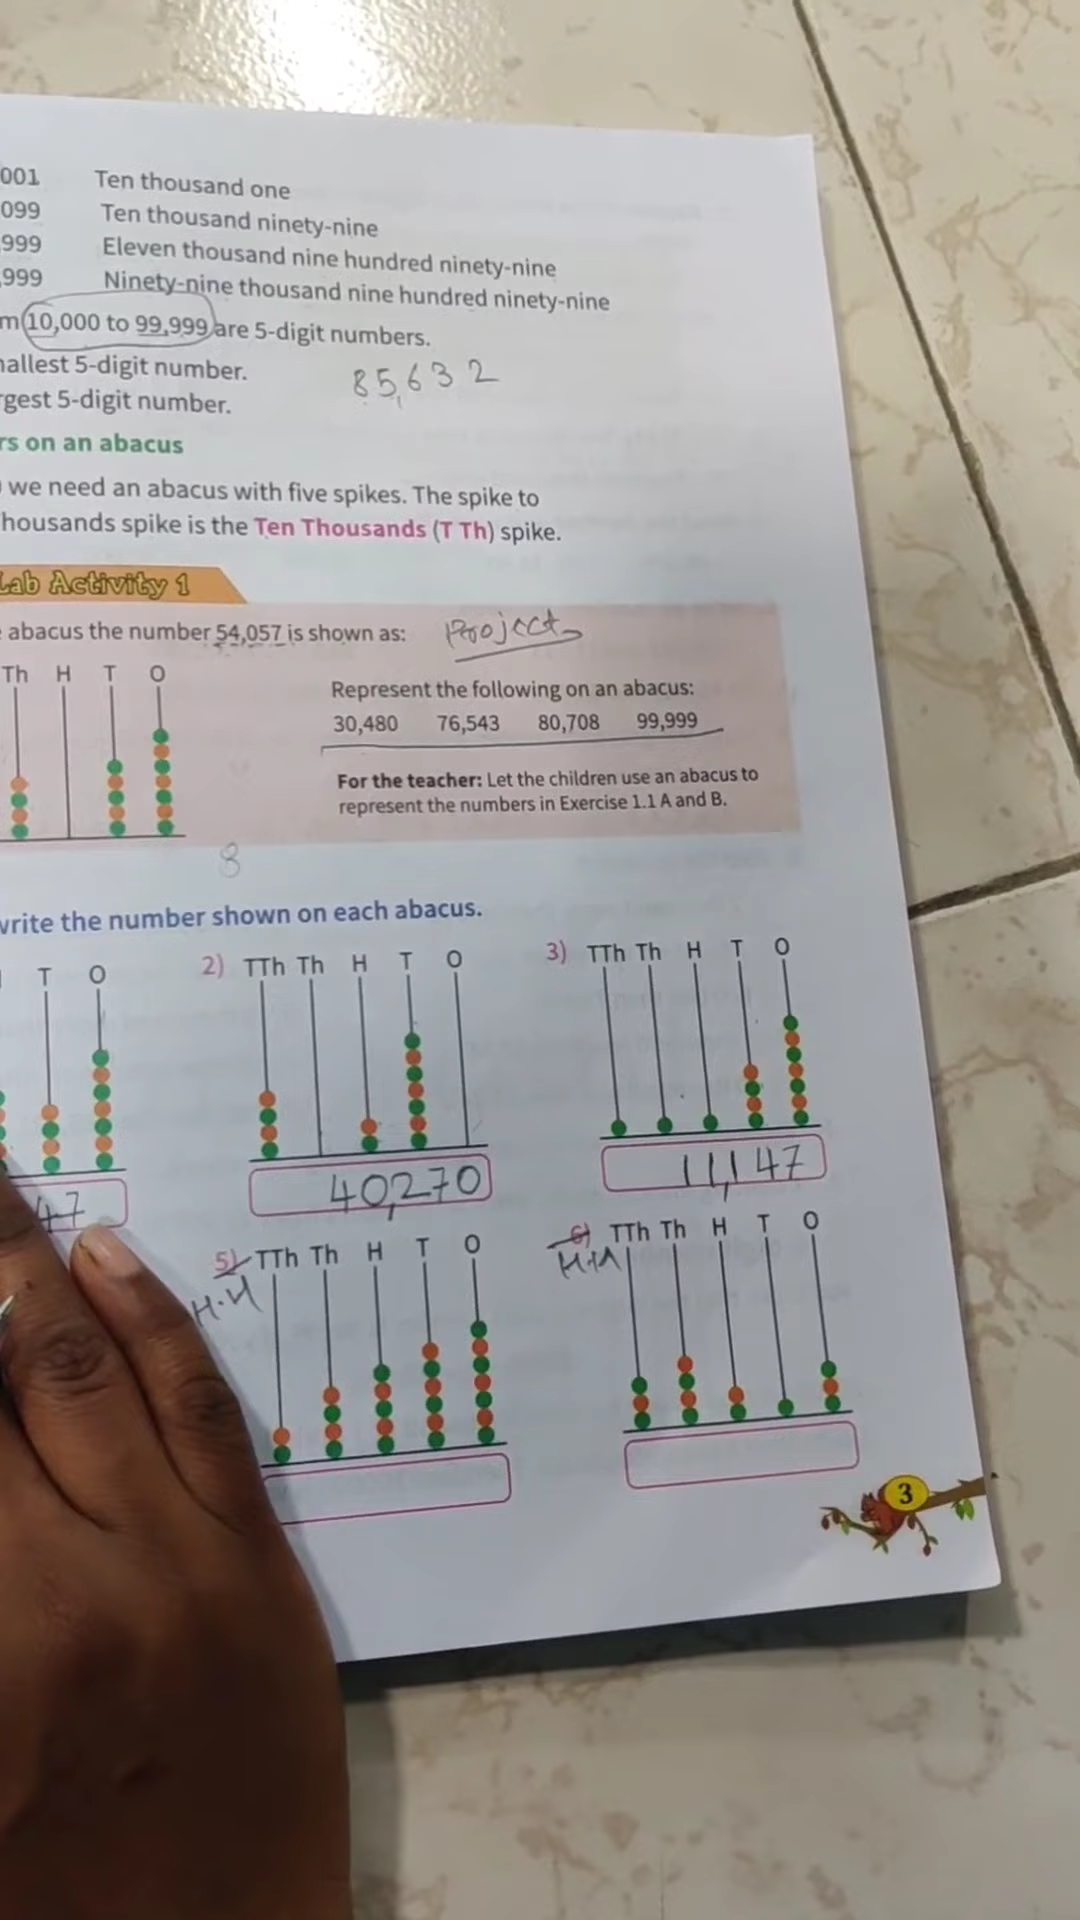 001 Ten thousand one
099 Ten thousand ninety-nine
999 Eleven thousand nine hundred ninety-nine
,999 Ninety-nine thousand nine hundred ninety-nine
m 10,000 to 99,999 are 5-digit numbers.
nallest 5-digit number.
rgest 5-digit number.
85,632
rs on an abacus
we need an abacus with five spikes. The spike to
housands spike is the Ten Thousands (T Th) spike.
Lab Activity 1
abacus the number 54,057 is shown as:
Project
Th H T O
Represent the following on an abacus:
30,480 76,543 80,708 99,999
For the teacher: Let the children use an abacus to
represent the numbers in Exercise 1.1 A and B.
8
write the number shown on each abacus.
T O
2) TTh Th H T O
3) TTh Th H T O
47
40,270
11,147
5) TTh Th H T O
H.H
6) TTh Th H T O
3